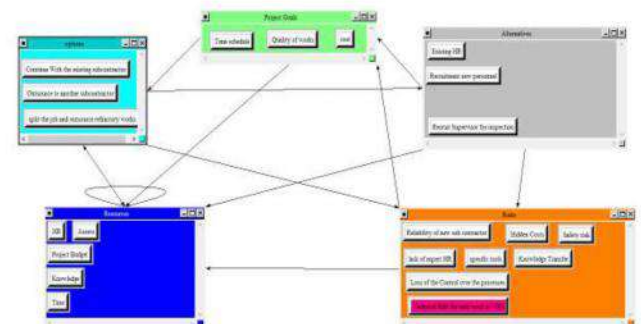 Project Goals
Time schedule
Quality of works
cost
options
Continue With the existing subcontractor
Outsource to another subcontractor
split the job and outsource refractory works
Alternatives
Existing HR
Recruitment new personnel
Recruit Supervisor for inspection
Resources
HR
Assets
Project Budget
Knowledge
Time
Risks
Reliability of new sub contractor
Hidden Costs
Safety risk
lack of expert HR
specific tools
Knowledge Transfer
Loss of the Control over the processes